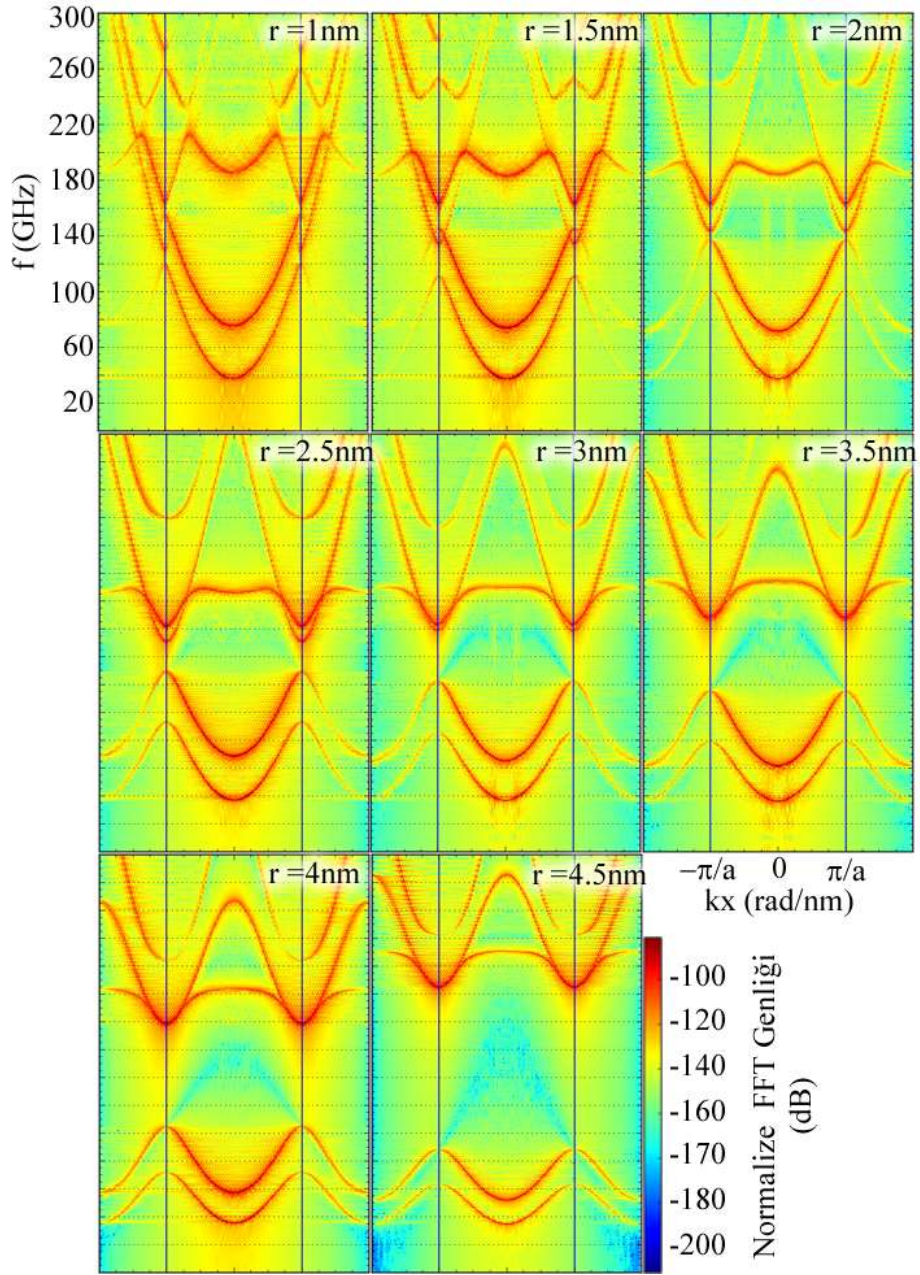 r =1nm
r =1.5nm
r =2nm
300
260
220
180
140
100
60
20
f (GHz)
r =2.5nm
r =3nm
r =3.5nm
−π/a 0 π/a
kx (rad/nm)
r =4nm
r =4.5nm
-100
-120
-140
-160
-170
-180
-200
Normalize FFT Genliği
(dB)